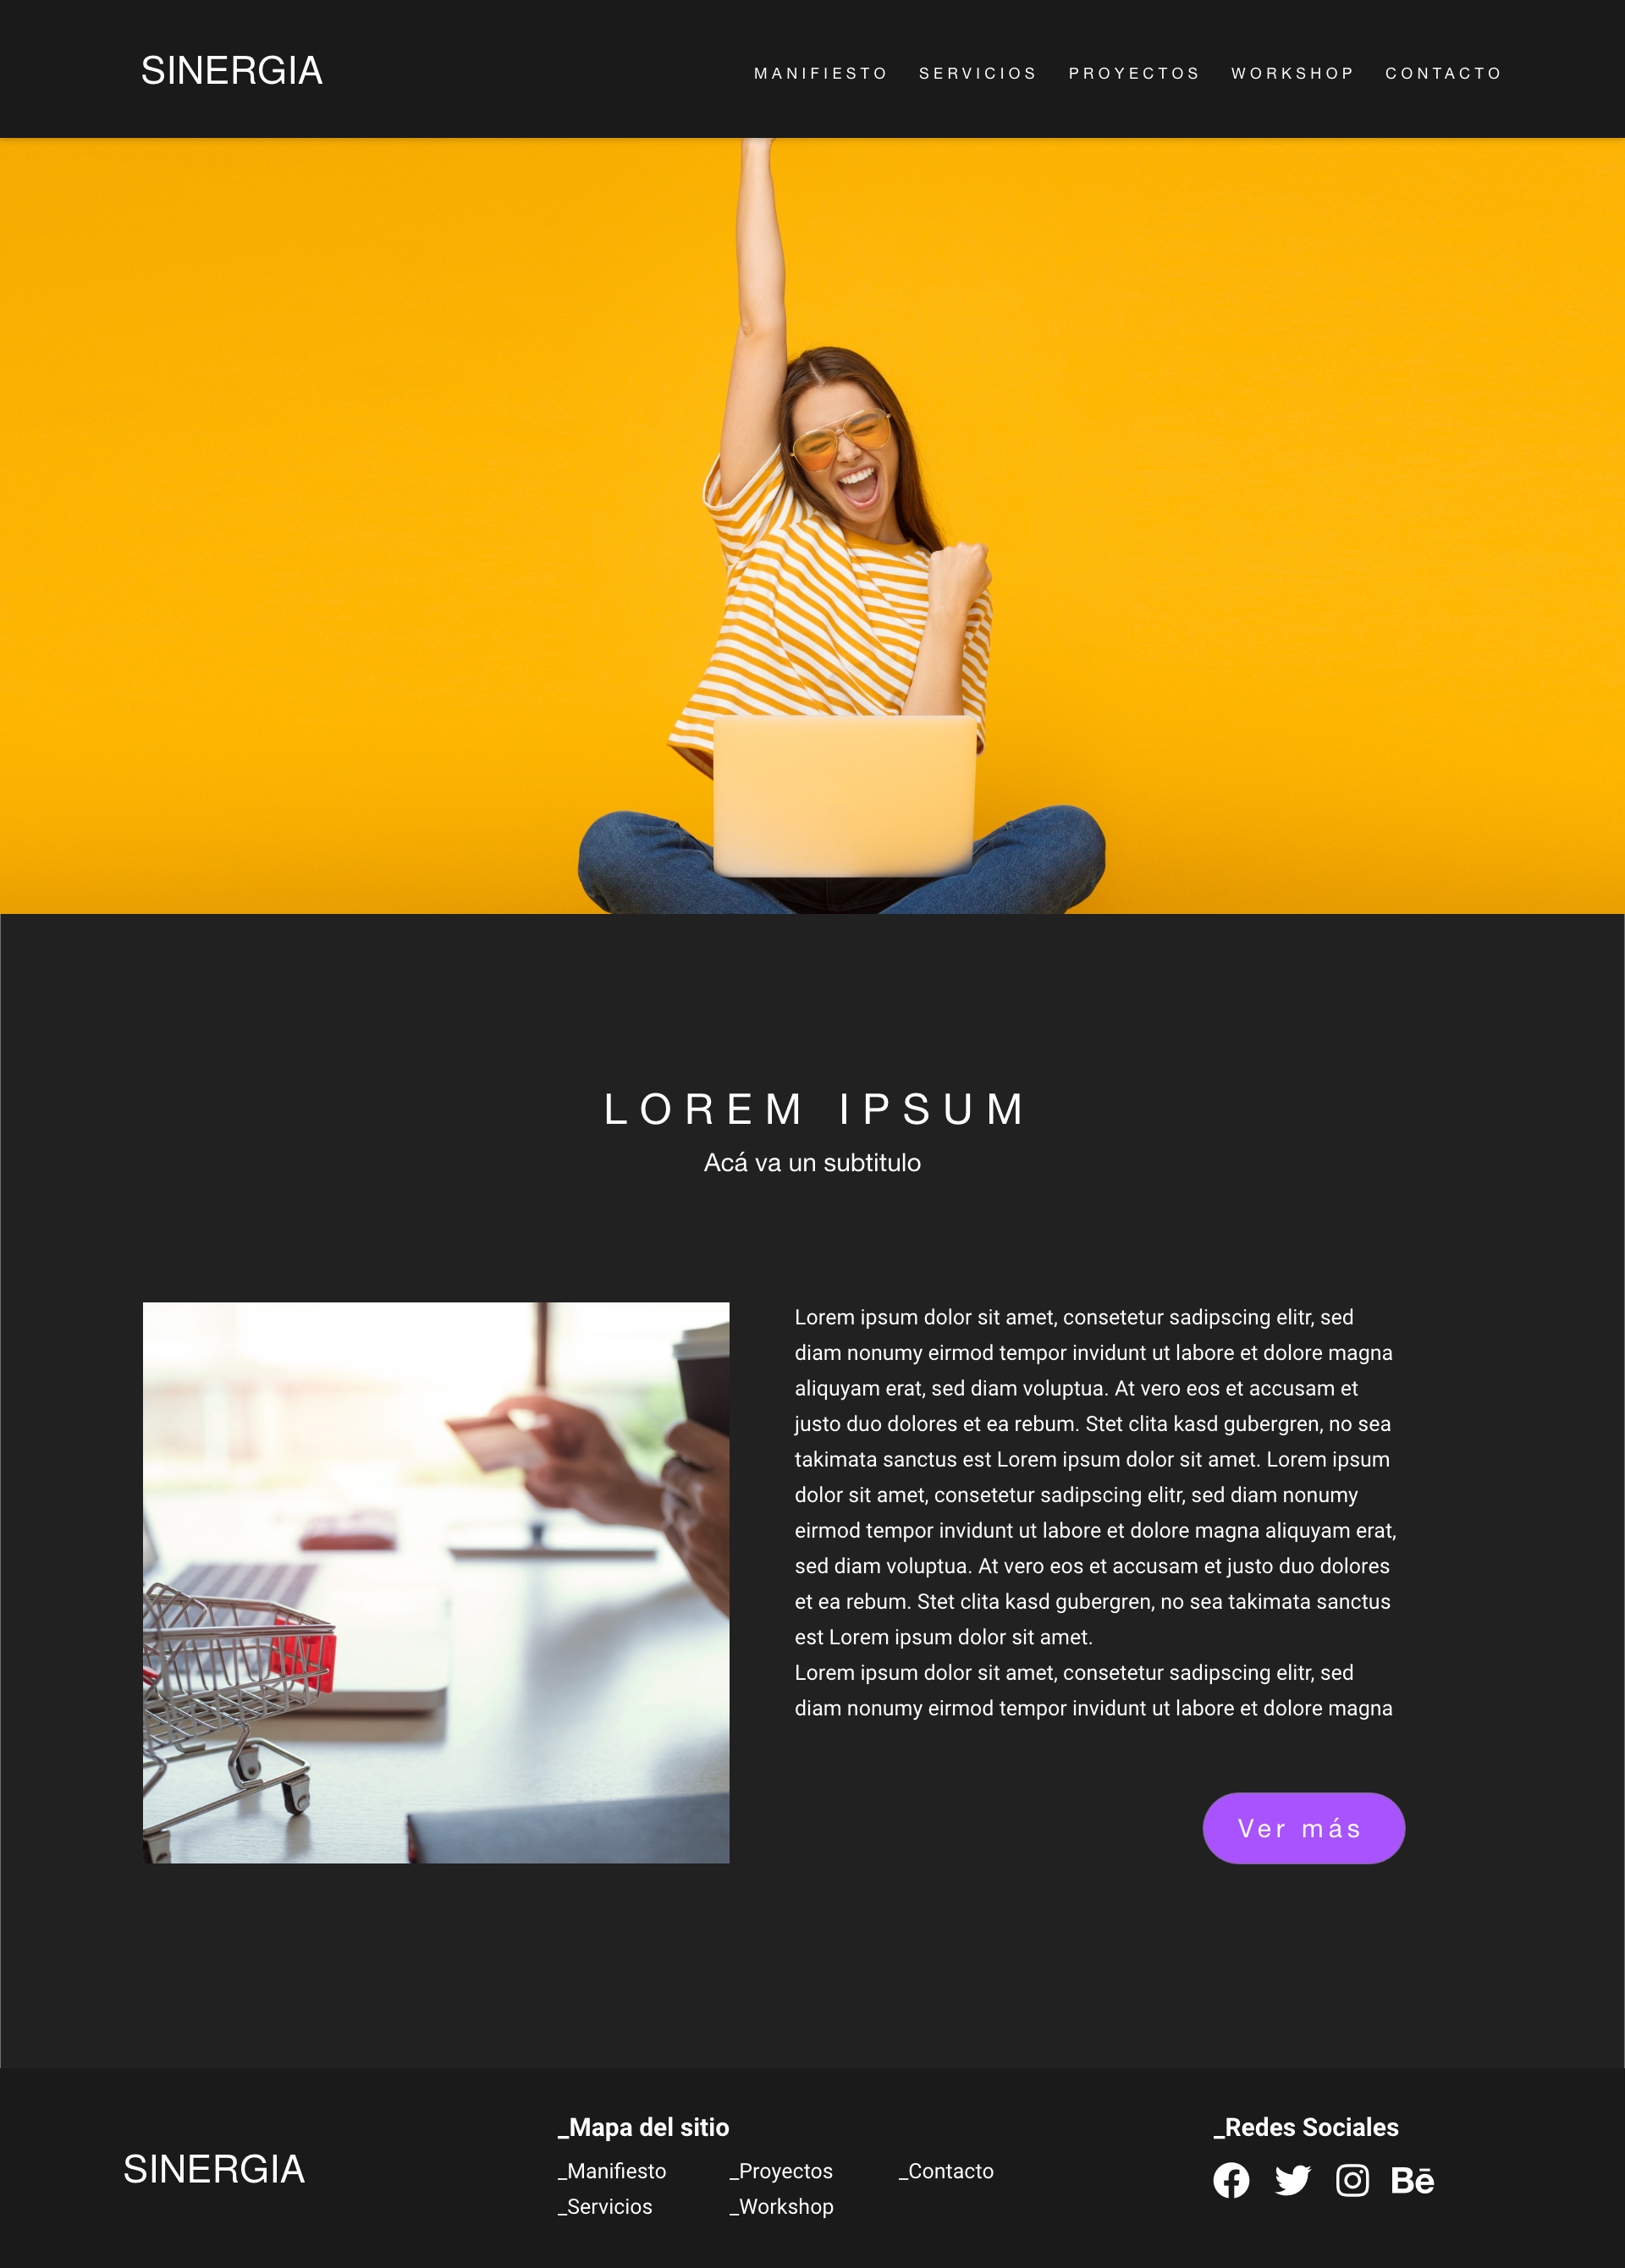 SINERGIA
MANIFIESTO SERVICIOS PROYECTOS WORKSHOP CONTACTO
LOREM IPSUM
Acá va un subtitulo
Lorem ipsum dolor sit amet, consetetur sadipscing elitr, sed
diam nonumy eirmod tempor invidunt ut labore et dolore magna
aliquyam erat, sed diam voluptua. At vero eos et accusam et
justo duo dolores et ea rebum. Stet clita kasd gubergren, no sea
takimata sanctus est Lorem ipsum dolor sit amet. Lorem ipsum
dolor sit amet, consetetur sadipscing elitr, sed diam nonumy
eirmod tempor invidunt ut labore et dolore magna aliquyam erat,
sed diam voluptua. At vero eos et accusam et justo duo dolores
et ea rebum. Stet clita kasd gubergren, no sea takimata sanctus
est Lorem ipsum dolor sit amet.
Lorem ipsum dolor sit amet, consetetur sadipscing elitr, sed
diam nonumy eirmod tempor invidunt ut labore et dolore magna
Ver más
SINERGIA
_Mapa del sitio
_Manifiesto _Proyectos _Contacto
_Servicios _Workshop
_Redes Sociales
Bē